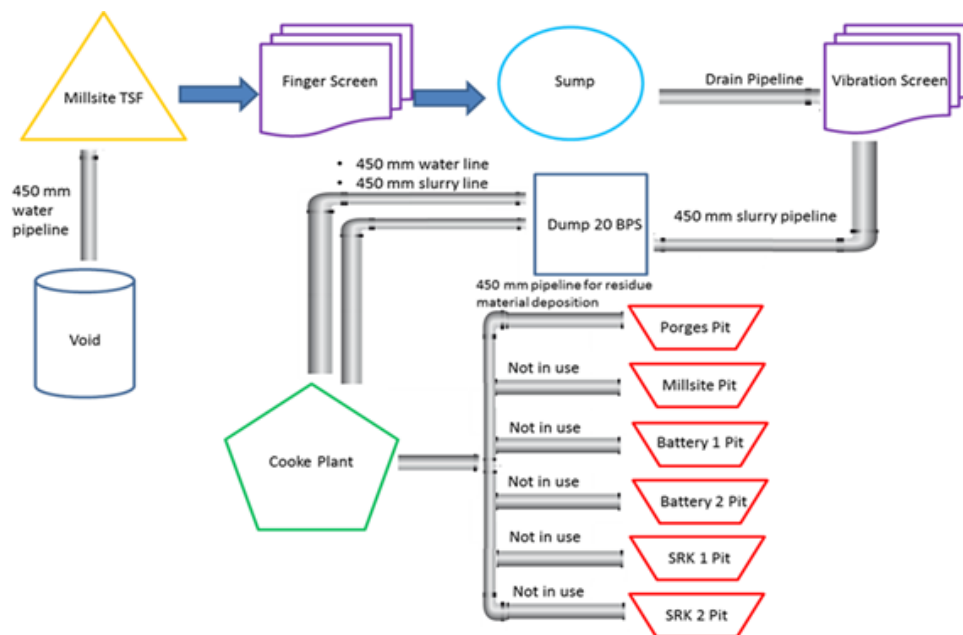 Millsite TSF
Finger Screen
Sump
Drain Pipeline
Vibration Screen
450 mm
water
pipeline
• 450 mm water line
• 450 mm slurry line
Dump 20 BPS
450 mm slurry pipeline
Void
450 mm pipeline for residue
material deposition
Porges Pit
Not in use
Millsite Pit
Not in use
Battery 1 Pit
Cooke Plant
Not in use
Battery 2 Pit
Not in use
SRK 1 Pit
Not in use
SRK 2 Pit